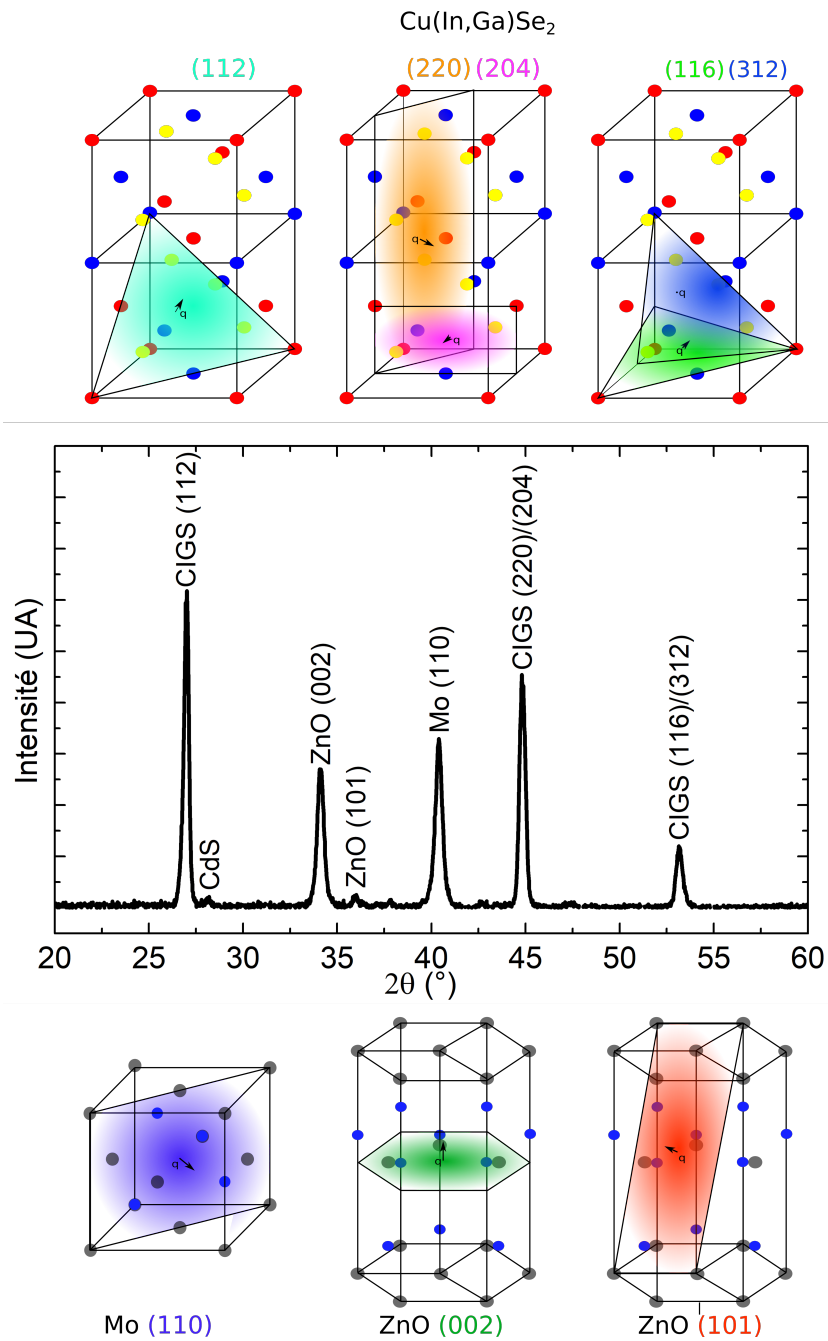 Cu(In,Ga)Se2
(112)
(220) (204)
(116) (312)
q
q
q
q
q
Intensité (UA)
CIGS (112)
CdS
ZnO (002)
ZnO (101)
Mo (110)
CIGS (220)/(204)
CIGS (116)/(312)
20 25 30 35 40 45 50 55 60
2θ (°)
q
q
q
Mo (110)
ZnO (002)
ZnO (101)